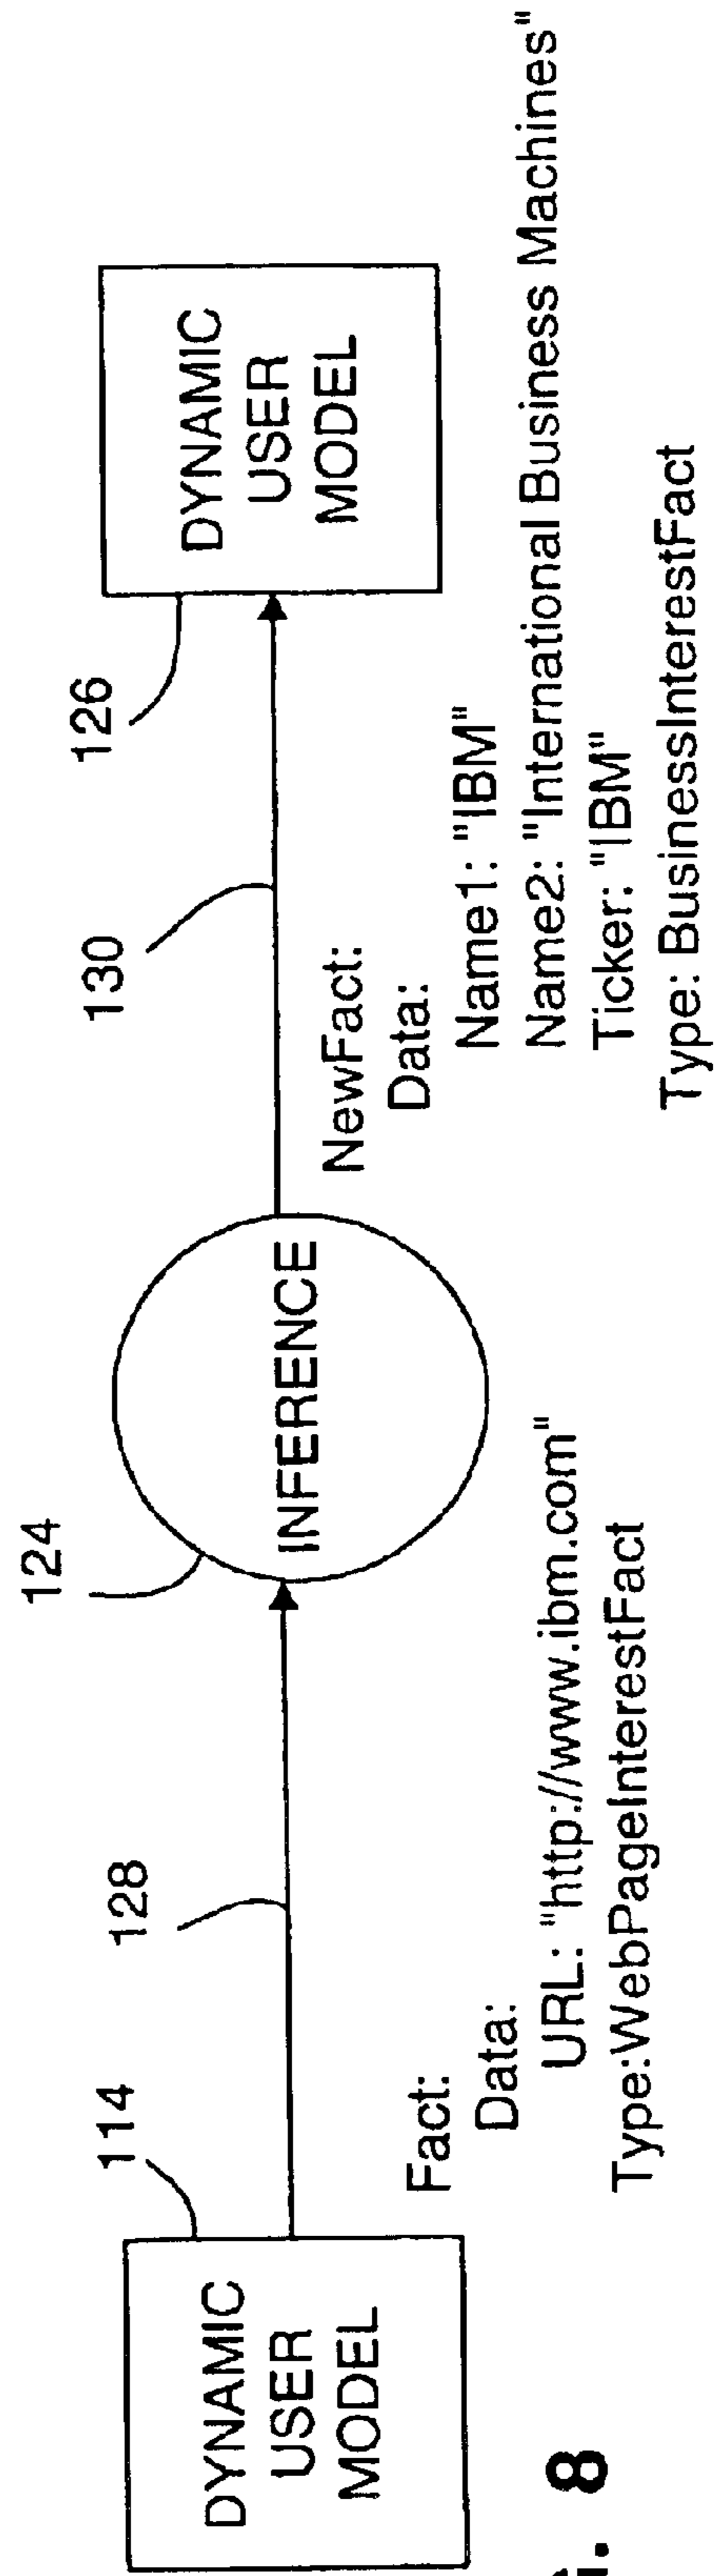 114
DYNAMIC
USER
MODEL
128
Fact:
Data:
URL: "http://www.ibm.com"
Type:WebPageInterestFact
124
INFERENCE
130
NewFact:
Data:
Name1: "IBM"
Name2: "International Business Machines"
Ticker: "IBM"
Type: BusinessInterestFact
126
DYNAMIC
USER
MODEL
8